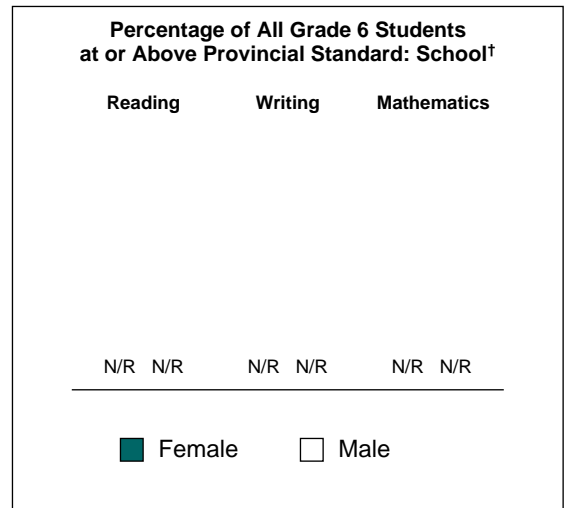 Percentage of All Grade 6 Students
at or Above Provincial Standard: School†
Reading Writing Mathematics
N/R N/R N/R N/R N/R N/R
Female Male